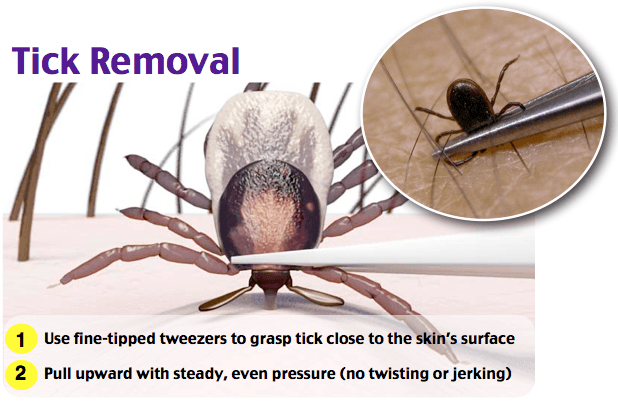 Tick Removal
1 Use fine-tipped tweezers to grasp tick close to the skin's surface
2 Pull upward with steady, even pressure (no twisting or jerking)